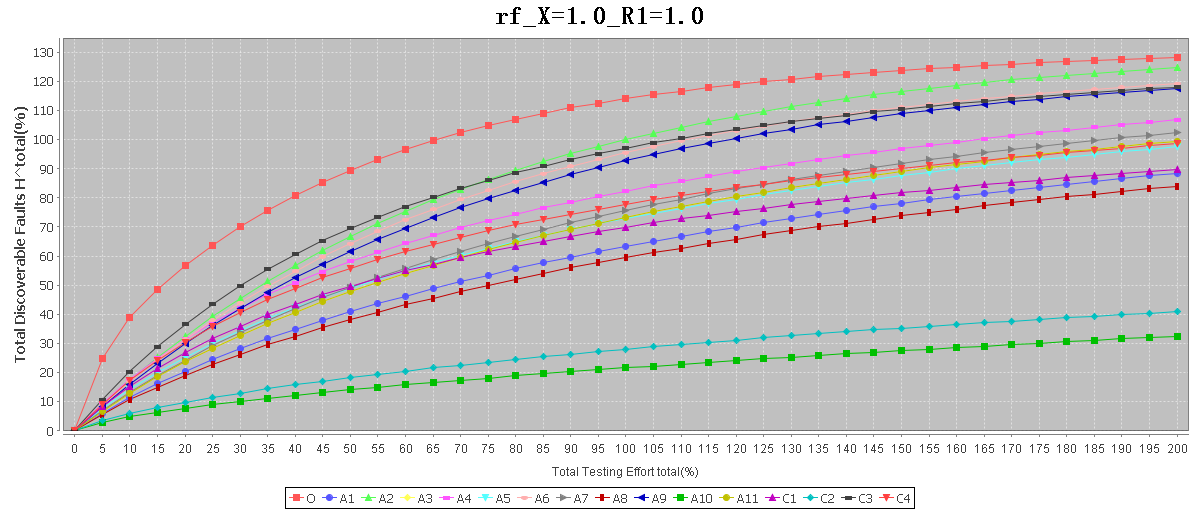 rf_X=1.0_R1=1.0
Total Discoverable Faults H^total(%)
130
120
110
100
90
80
70
60
50
40
30
20
10
0
0 5 10 15 20 25 30 35 40 45 50 55 60 65 70 75 80 85 90 95 100 105 110 115 120 125 130 135 140 145 150 155 160 165 170 175 180 185 190 195 200
Total Testing Effort total(%)
O A1 A2 A3 A4 A5 A6 A7 A8 A9 A10 A11 C1 C2 C3 C4